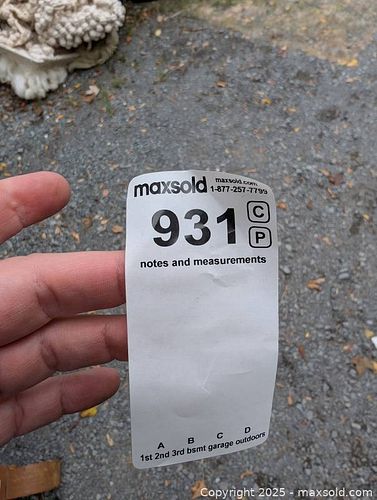 maxsold maxsold.com
1-877-257-7799
931 C
P
notes and measurements
A B C D
1st 2nd 3rd bsmt garage outdoors
Copyright 2025 - maxsold.com